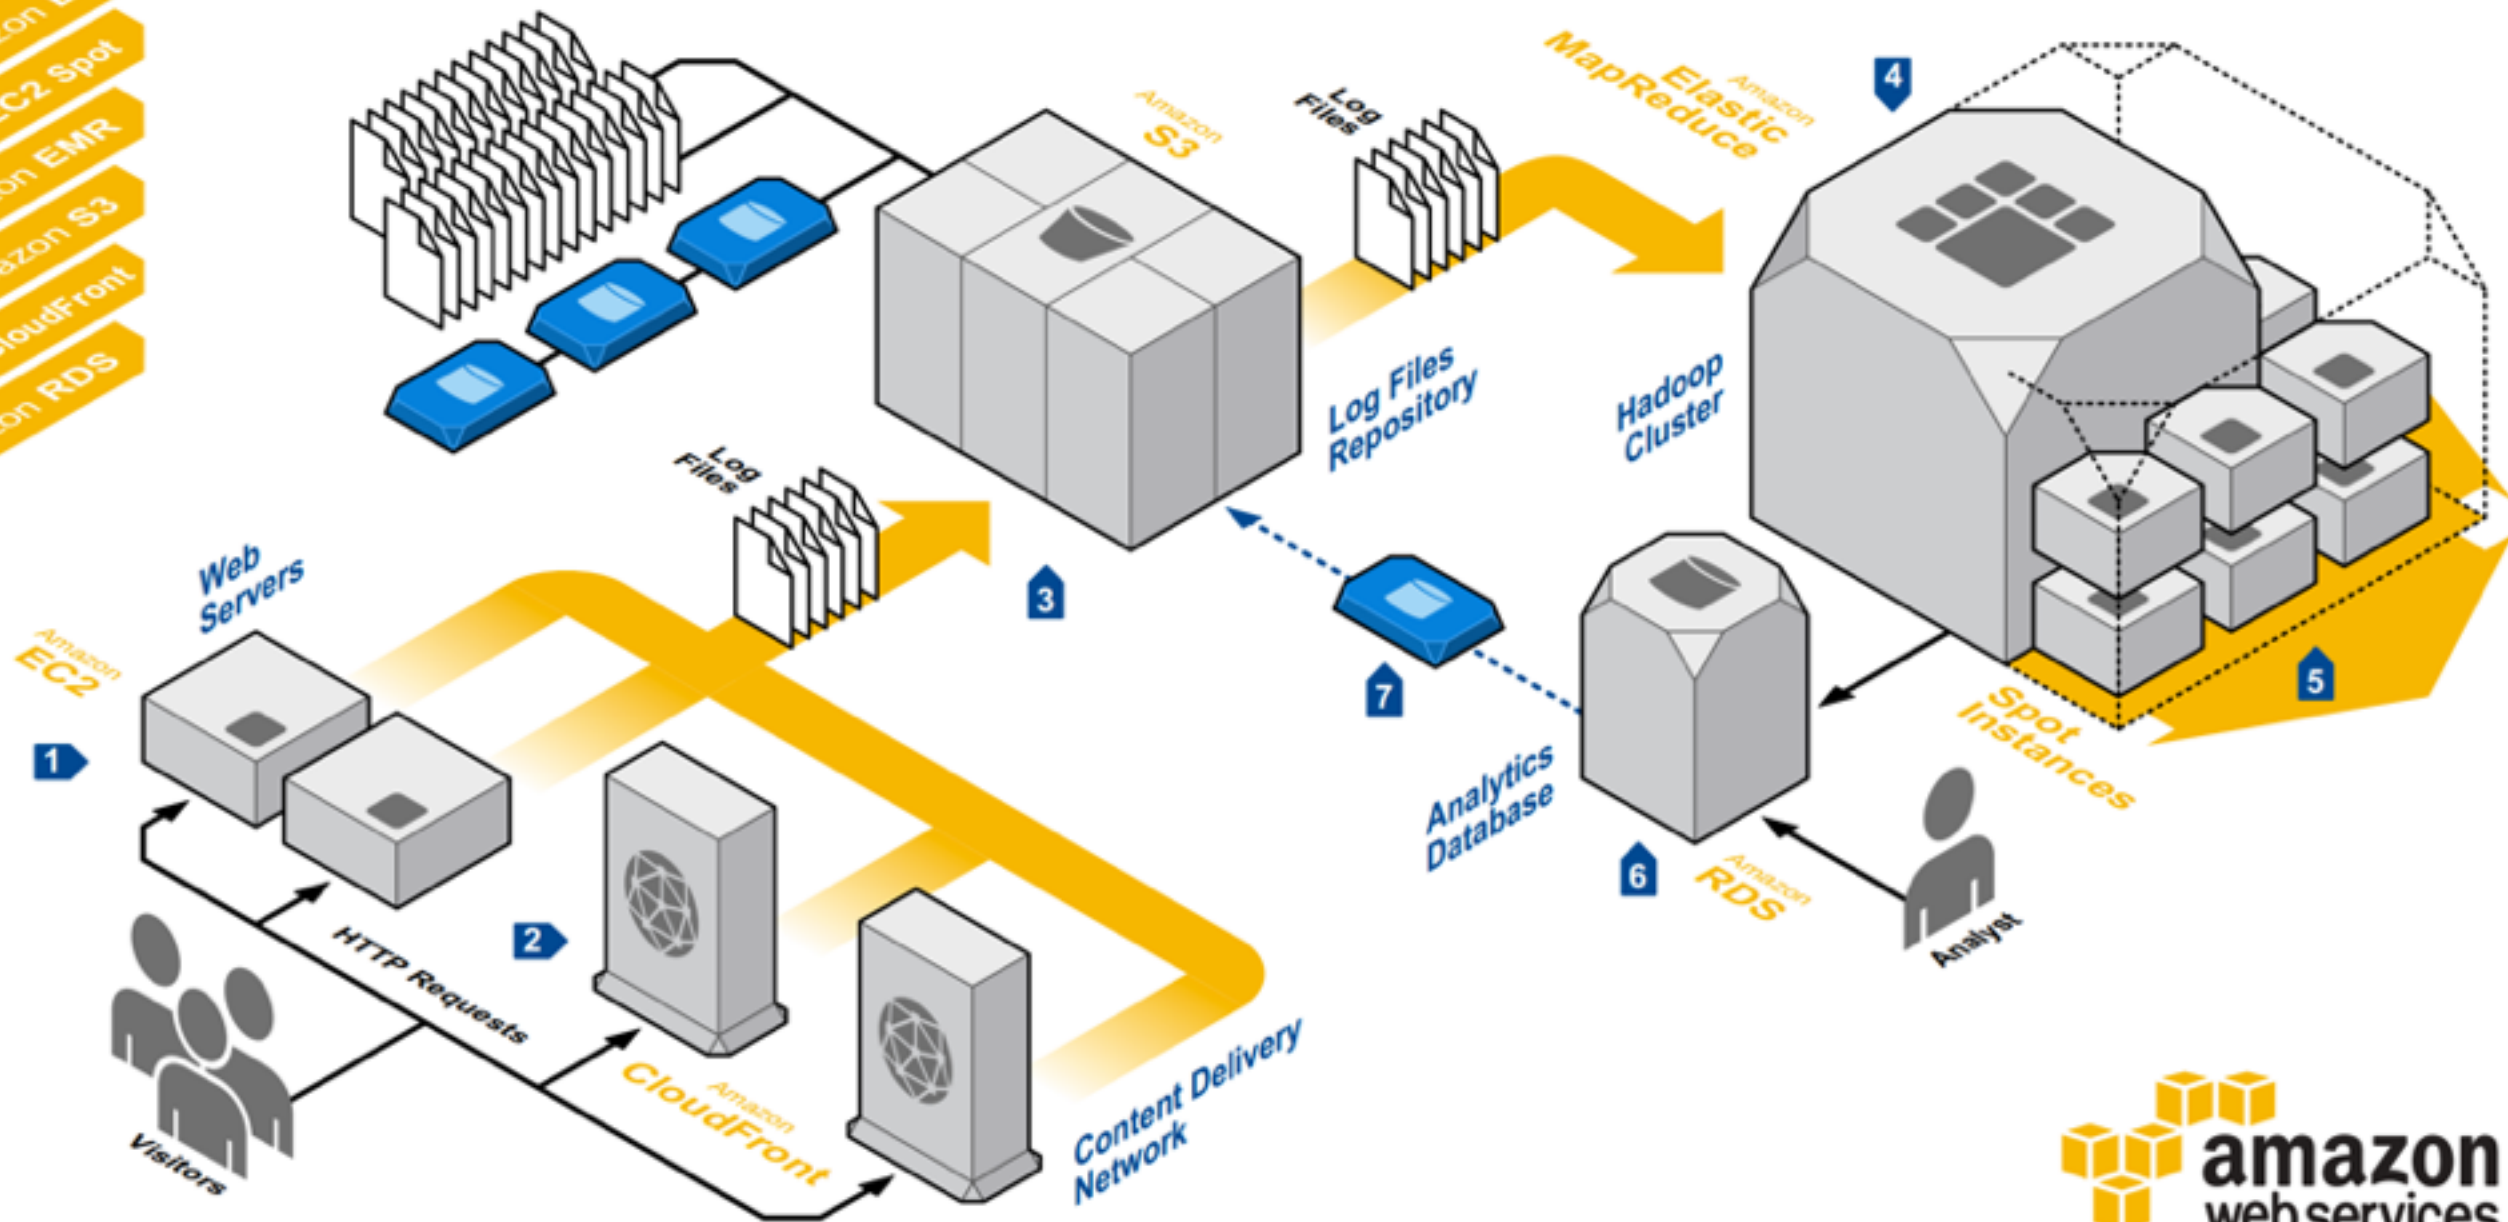 EC2 Spot
EMR
S3
CloudFront
RDS
Amazon
S3
Log
Files
Amazon
Elastic
MapReduce
4
Log Files
Repository
Hadoop
Cluster
Log
Files
3
Web
Servers
Amazon
EC2
1
7
5
Spot
Instances
Analytics
Database
6
Amazon
RDS
Analyst
HTTP Requests
2
Visitors
Amazon
CloudFront
Content Delivery
Network
amazon
webservices